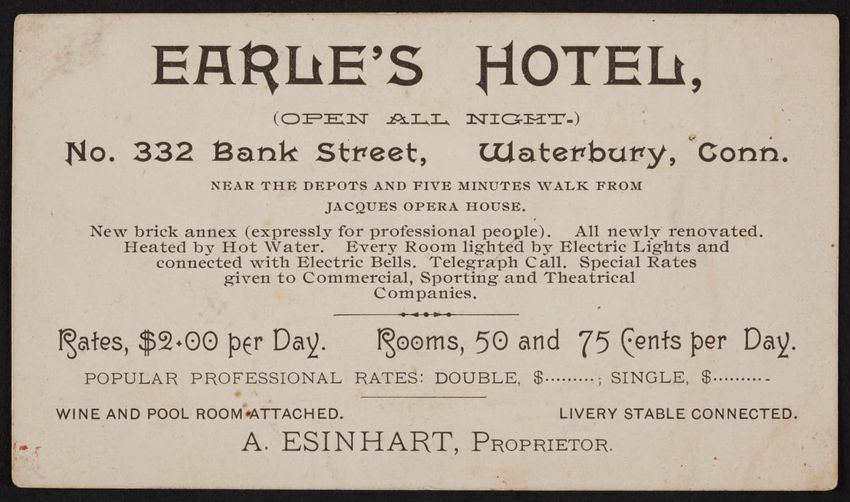 EARLE'S HOTEL,
(OPEN ALL NIGHT.)
No. 332 Bank Street, Waterbury, Conn.
NEAR THE DEPOTS AND FIVE MINUTES WALK FROM
JACQUES OPERA HOUSE.
New brick annex (expressly for professional people). All newly renovated.
Heated by Hot Water. Every Room lighted by Electric Lights and
connected with Electric Bells. Telegraph Call. Special Rates
given to Commercial, Sporting and Theatrical
Companies.
Rates, $2.00 per Day. Rooms, 50 and 75 Cents per Day.
POPULAR PROFESSIONAL RATES: DOUBLE, $.........; SINGLE, $..........
WINE AND POOL ROOM ATTACHED. LIVERY STABLE CONNECTED.
A. ESINHART, PROPRIETOR.